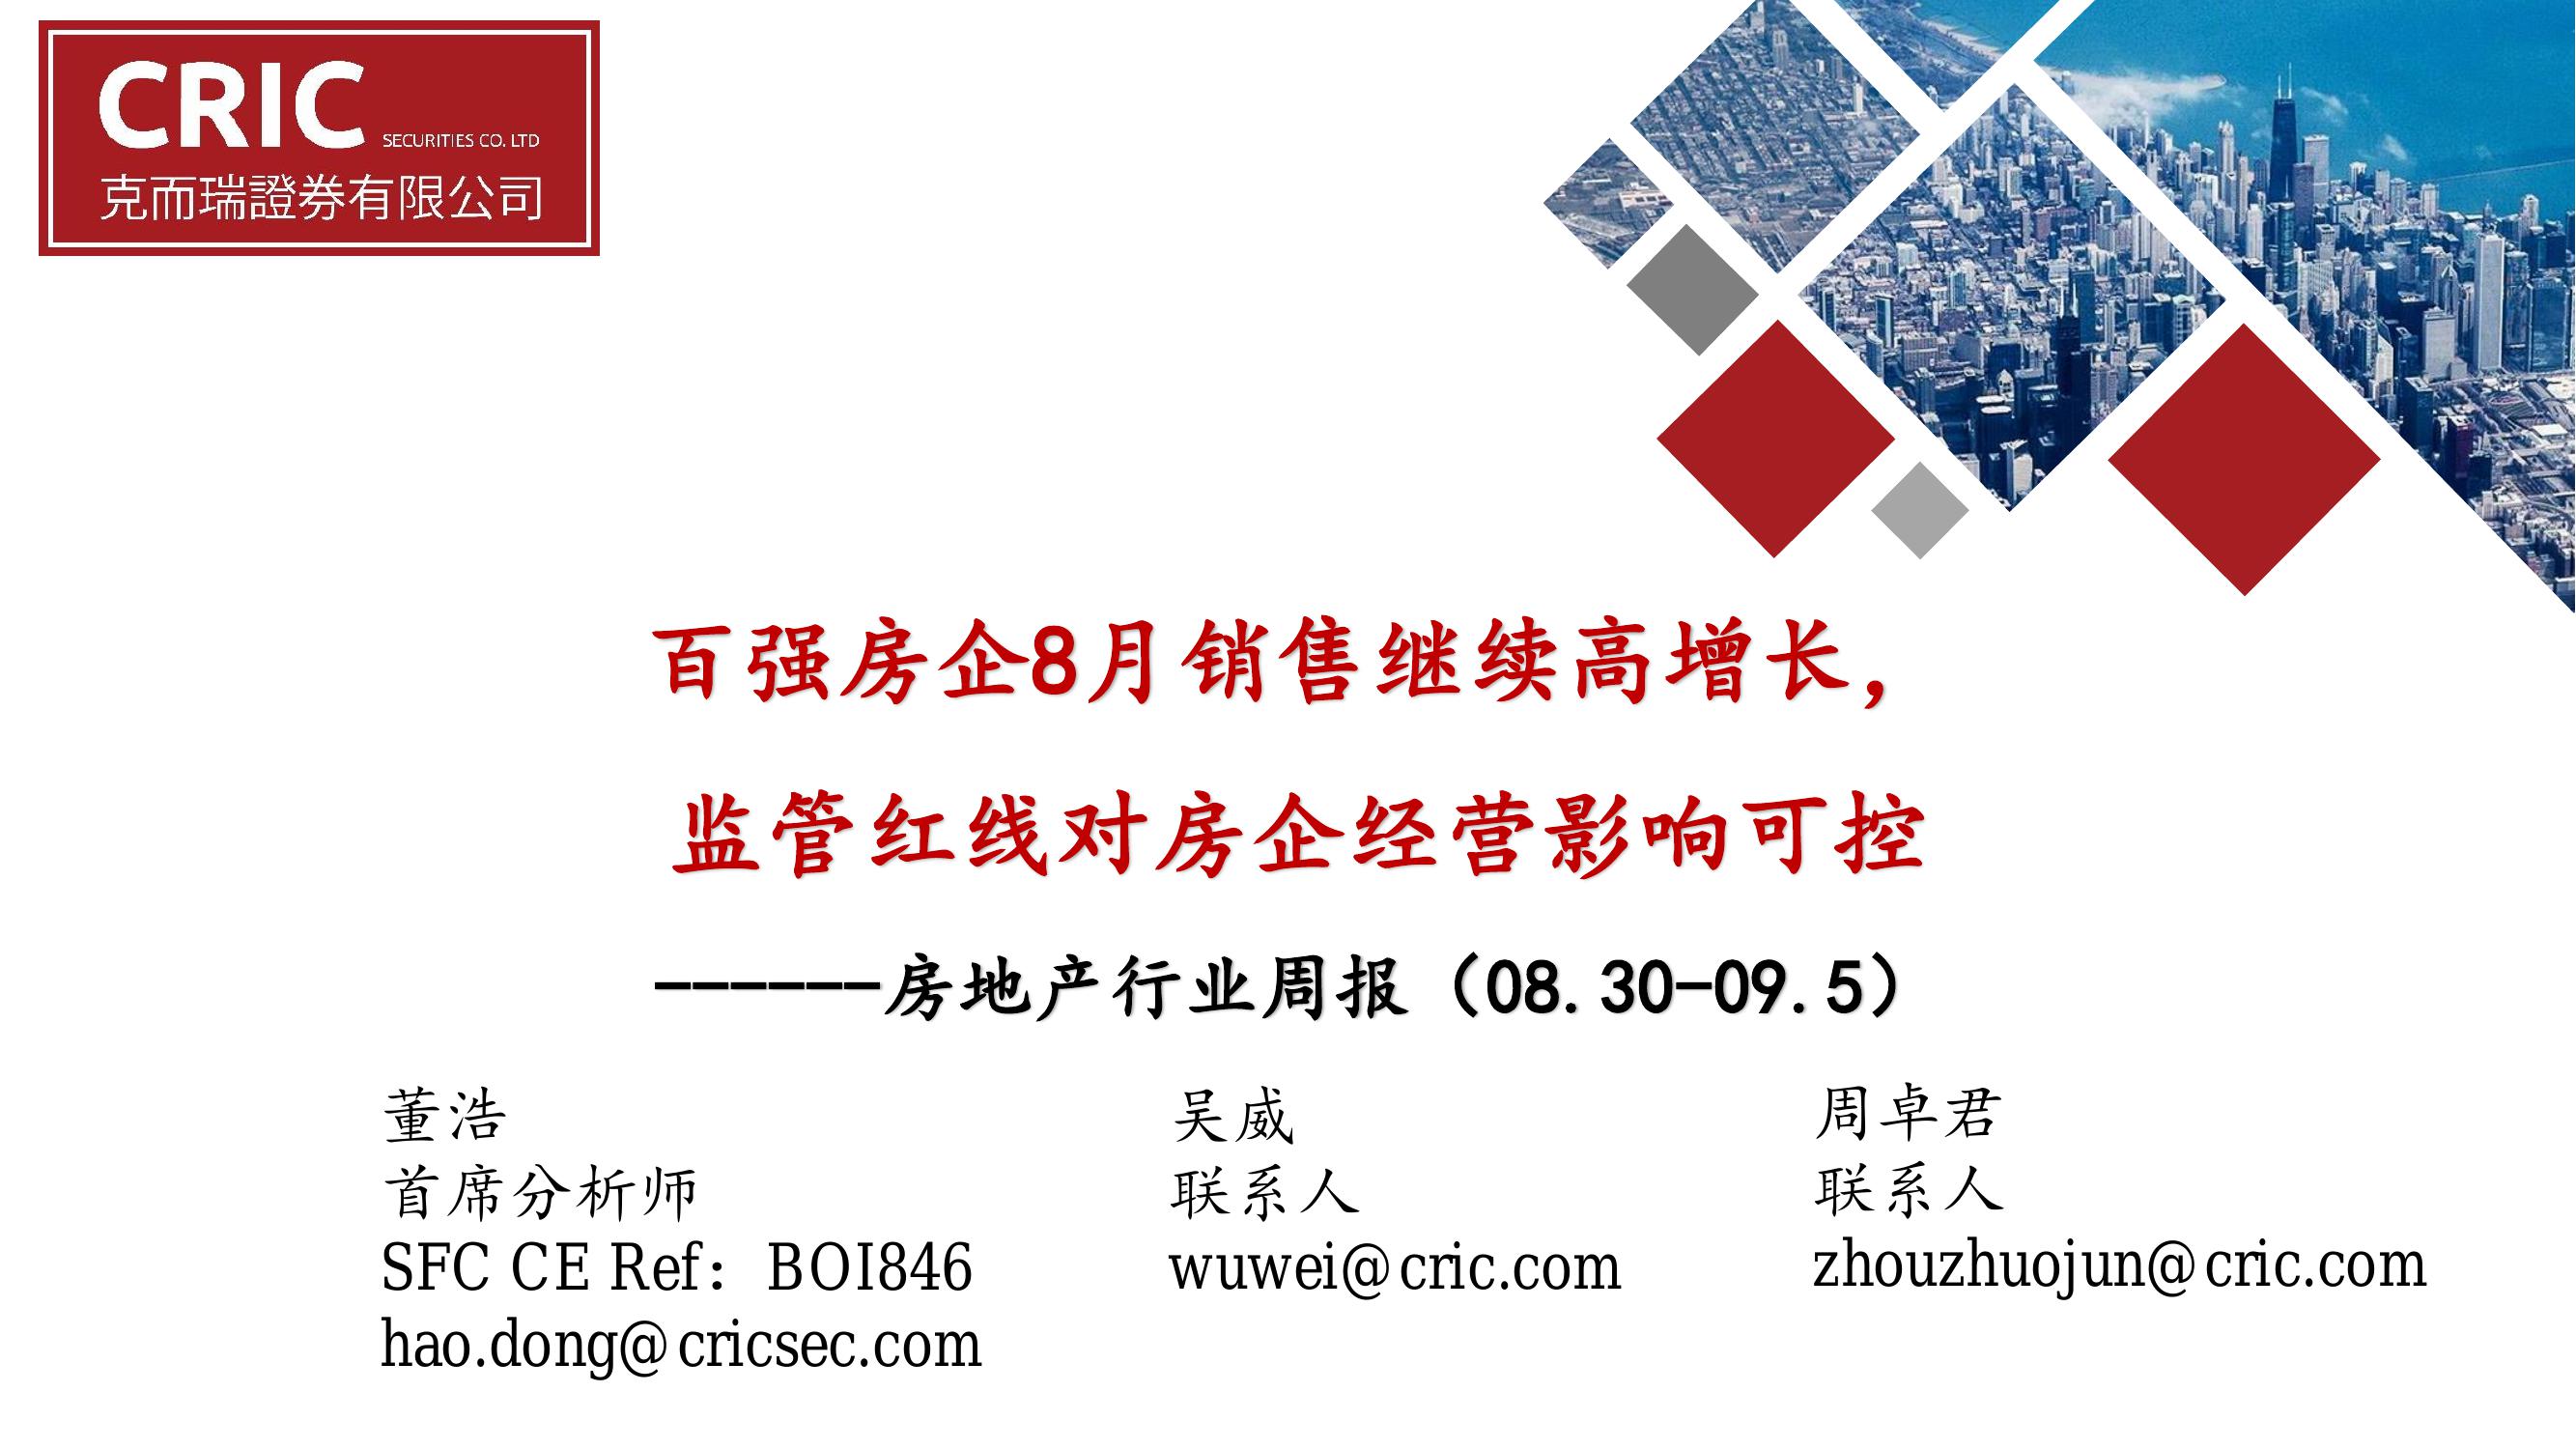 CRIC SECURITIES CO. LTD
克而瑞證券有限公司
百强房企8月销售继续高增长，
监管红线对房企经营影响可控
------房地产行业周报（08.30-09.5）
董浩
首席分析师
SFC CE Ref：BOI846
hao.dong@cricsec.com
吴威
联系人
wuwei@cric.com
周卓君
联系人
zhouzhuojun@cric.com